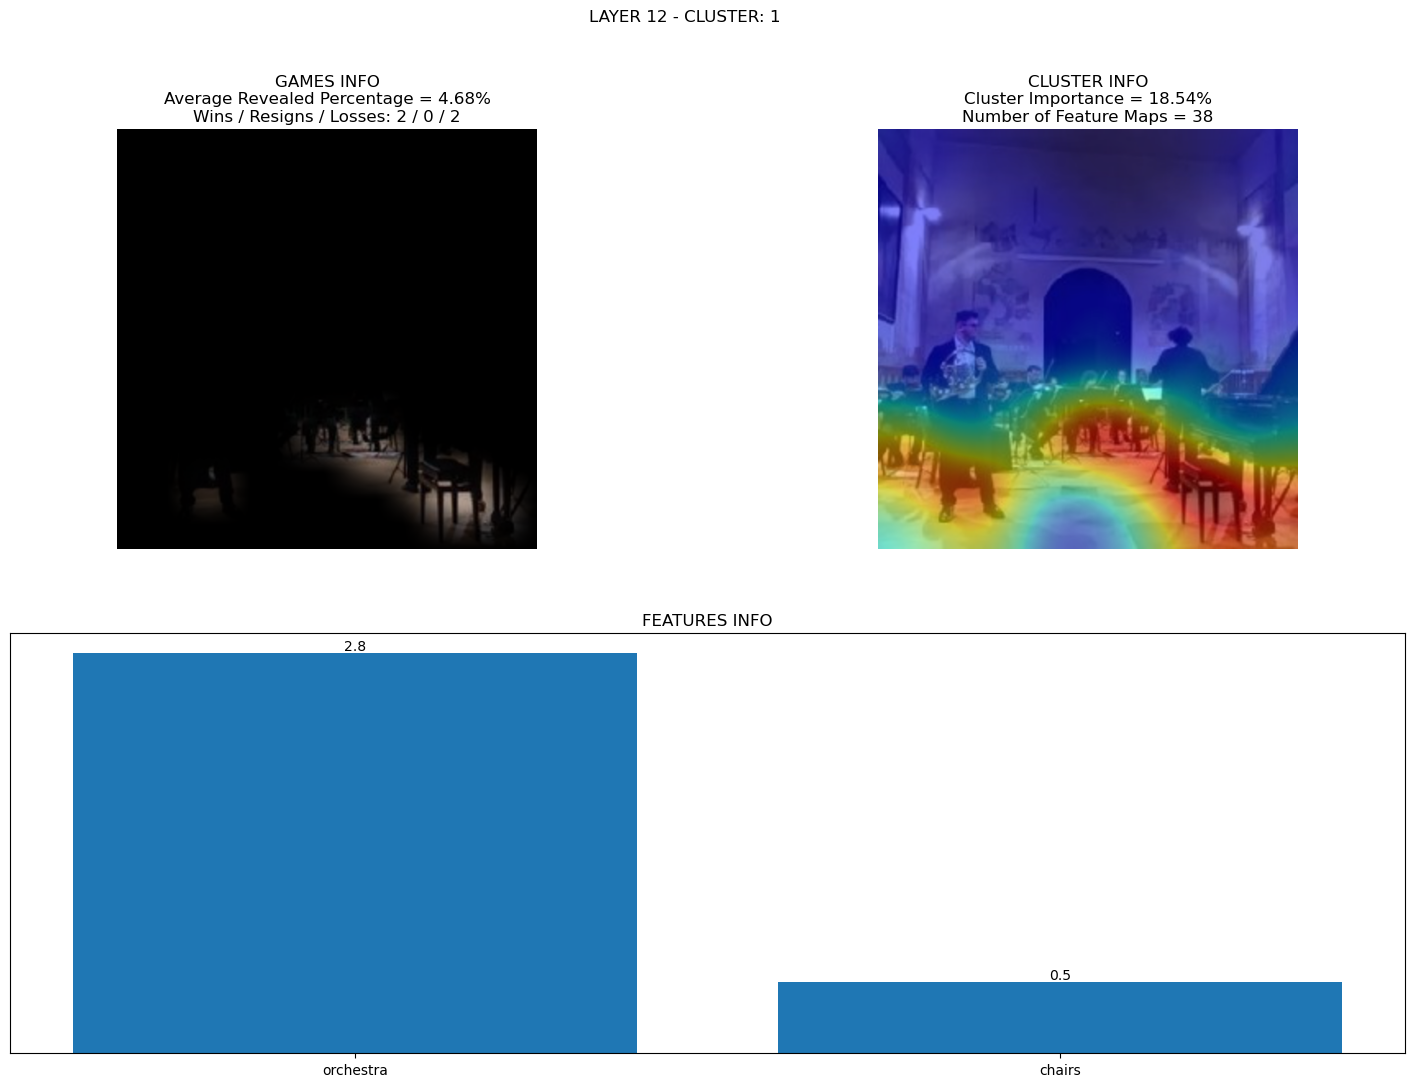 LAYER 12 - CLUSTER: 1
GAMES INFO
Average Revealed Percentage = 4.68%
Wins / Resigns / Losses: 2 / 0 / 2
CLUSTER INFO
Cluster Importance = 18.54%
Number of Feature Maps = 38
FEATURES INFO
2.8
0.5
orchestra
chairs